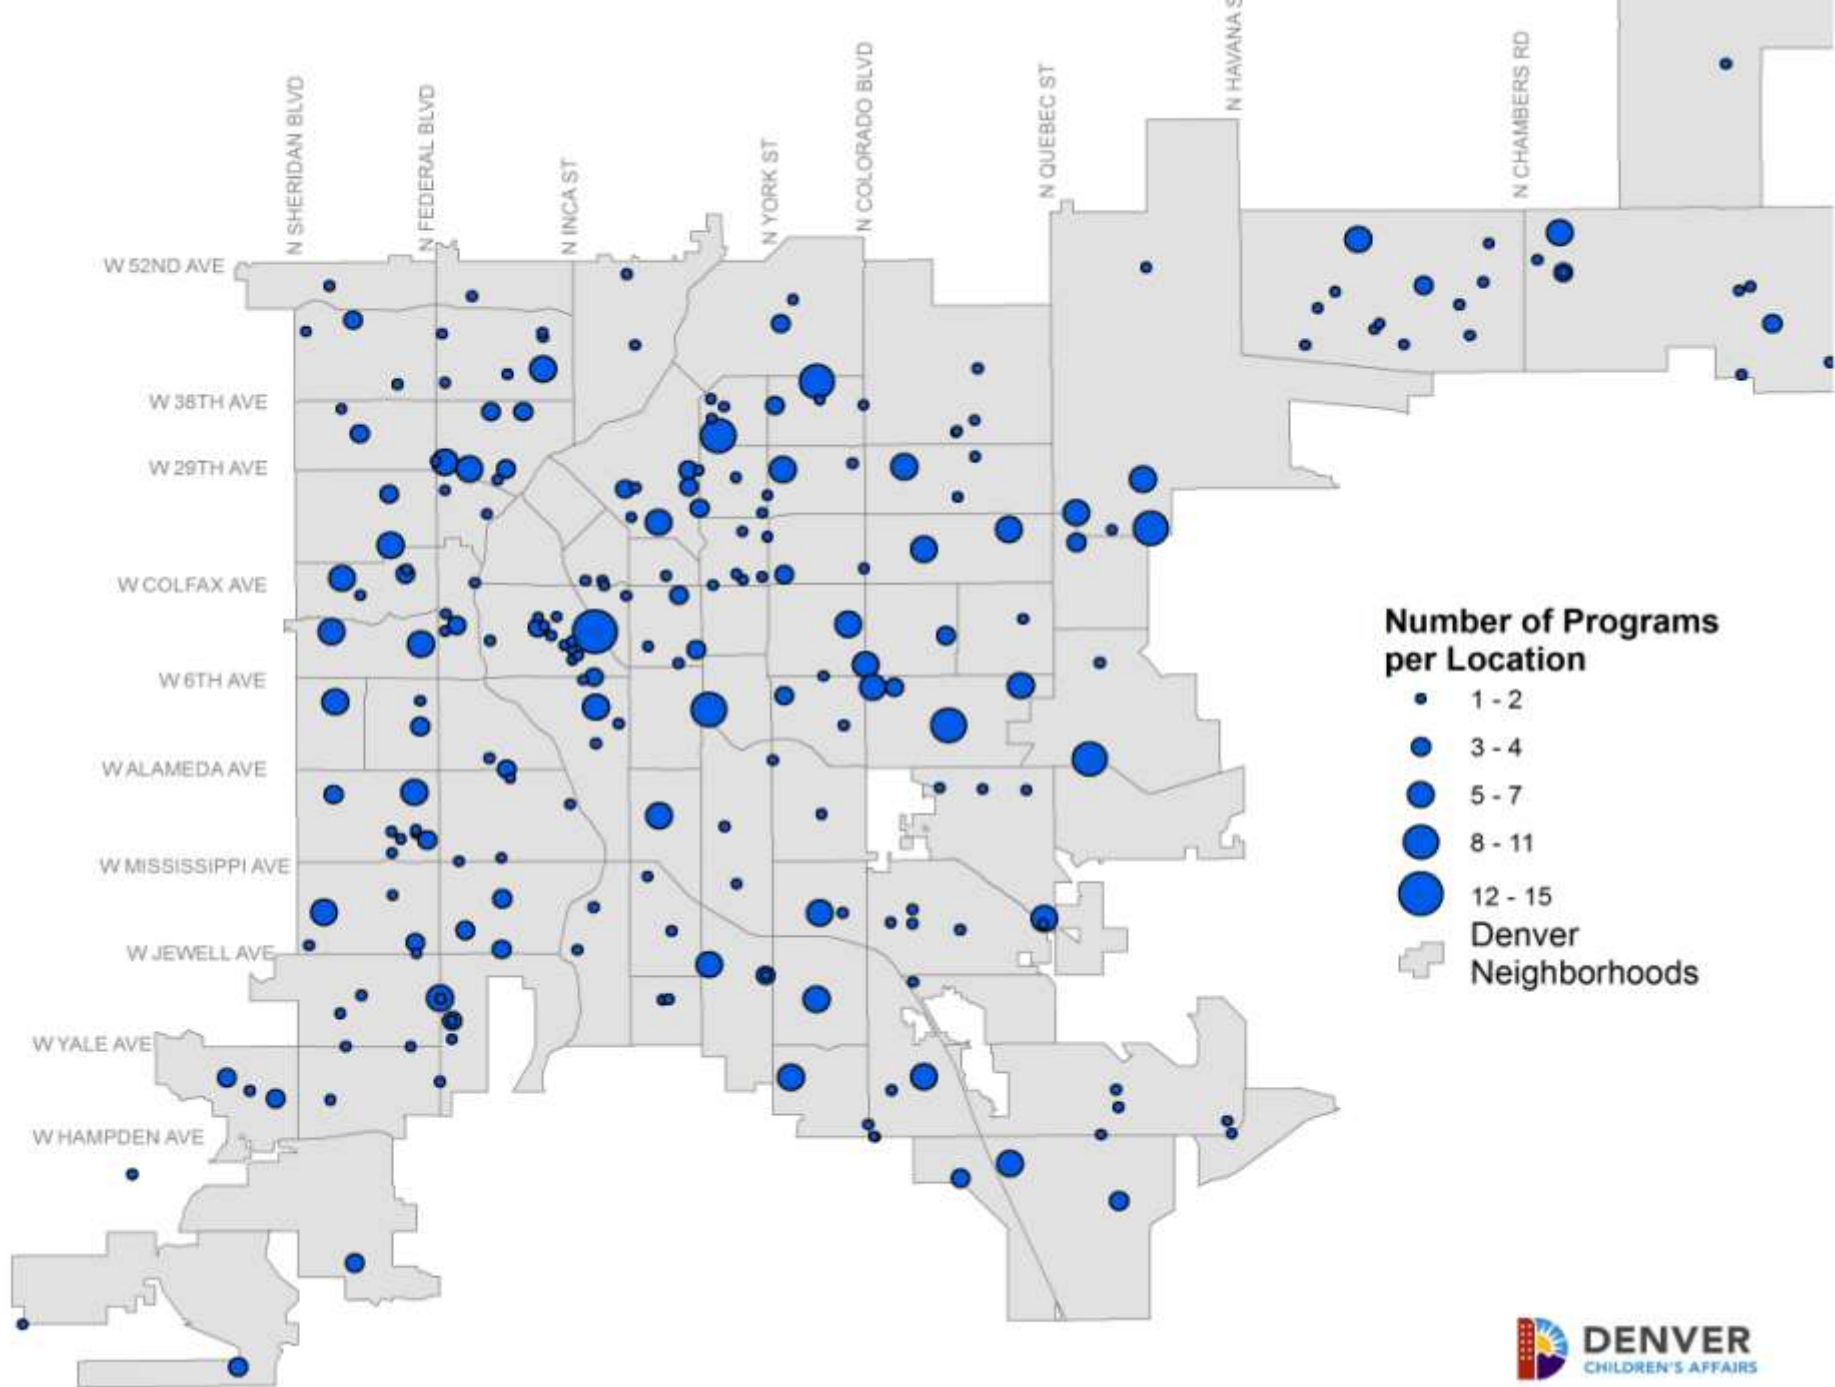 N SHERIDAN BLVD
N FEDERAL BLVD
N INCA ST
N YORK ST
N COLORADO BLVD
N QUEBEC ST
N HAVANA S
N CHAMBERS RD
W 52ND AVE
W 38TH AVE
W 29TH AVE
W COLFAX AVE
W 6TH AVE
W ALAMEDA AVE
W MISSISSIPPI AVE
W JEWELL AVE
W YALE AVE
W HAMPDEN AVE
Number of Programs
per Location
1 - 2
3 - 4
5 - 7
8 - 11
12 - 15
Denver
Neighborhoods
DENVER
CHILDREN'S AFFAIRS